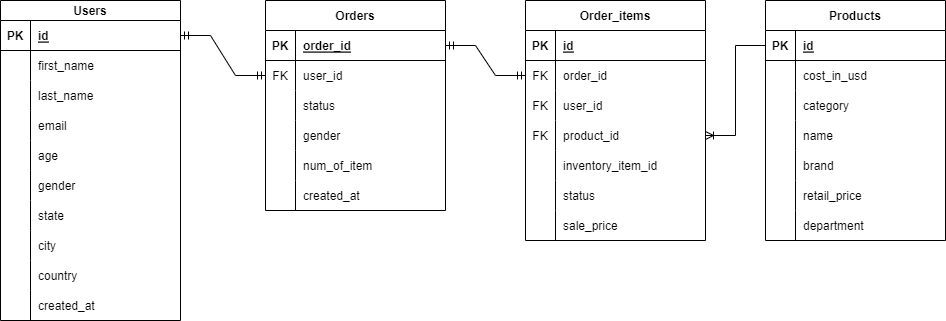 Users
PK id
first_name
last_name
email
age
gender
state
city
country
created_at
Orders
PK order_id
FK user_id
status
gender
num_of_item
created_at
Order_items
PK id
FK order_id
FK user_id
FK product_id
inventory_item_id
status
sale_price
Products
PK id
cost_in_usd
category
name
brand
retail_price
department